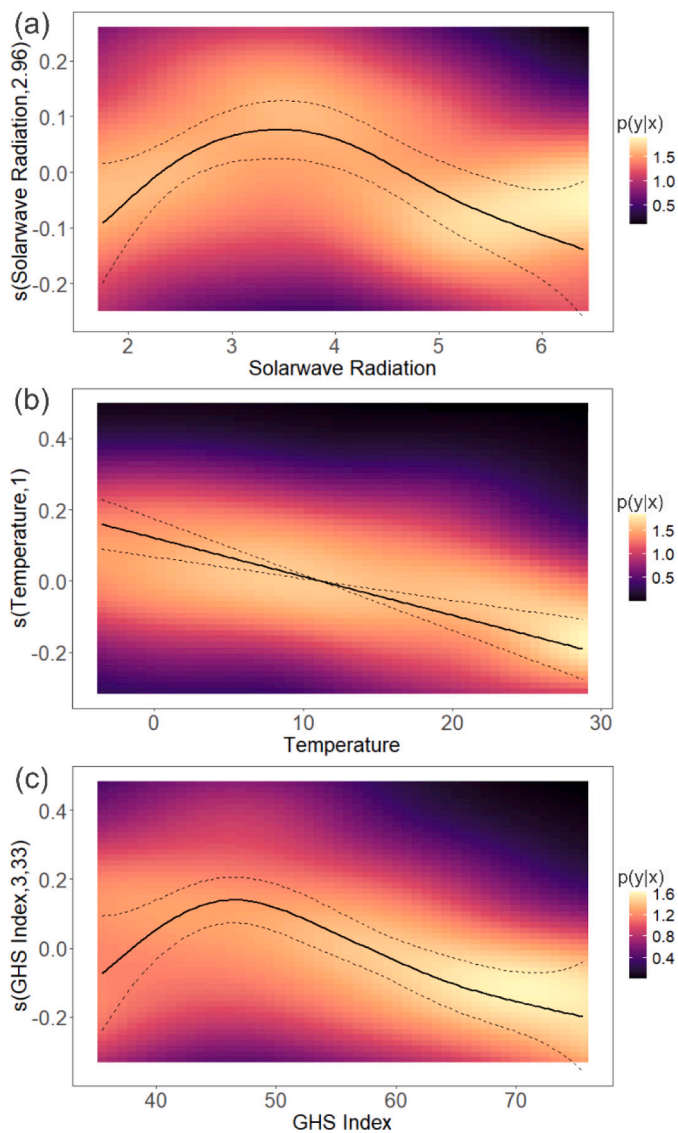 (a)
s(Solarwave Radiation,2.96)
0.2
0.1
0.0
-0.1
-0.2
2 3 4 5 6
Solarwave Radiation
p(y|x)
1.5
1.0
0.5
(b)
s(Temperature,1)
0.4
0.2
0.0
-0.2
0 10 20 30
Temperature
p(y|x)
1.5
1.0
0.5
(c)
s(GHS Index,3,33)
0.4
0.2
0.0
-0.2
40 50 60 70
GHS Index
p(y|x)
1.6
1.2
0.8
0.4